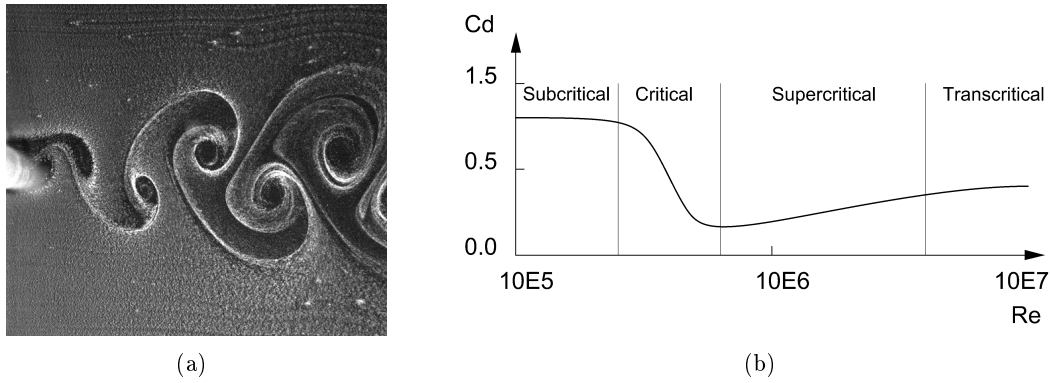 Cd
1.5
Subcritical Critical Supercritical Transcritical
0.5
0.0
10E5 10E6 10E7
Re
(a) (b)